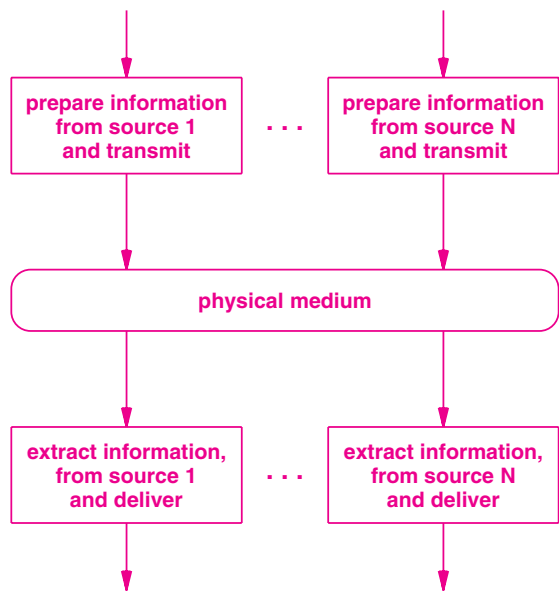 prepare information
from source 1
and transmit
. . .
prepare information
from source N
and transmit
physical medium
extract information,
from source 1
and deliver
. . .
extract information,
from source N
and deliver